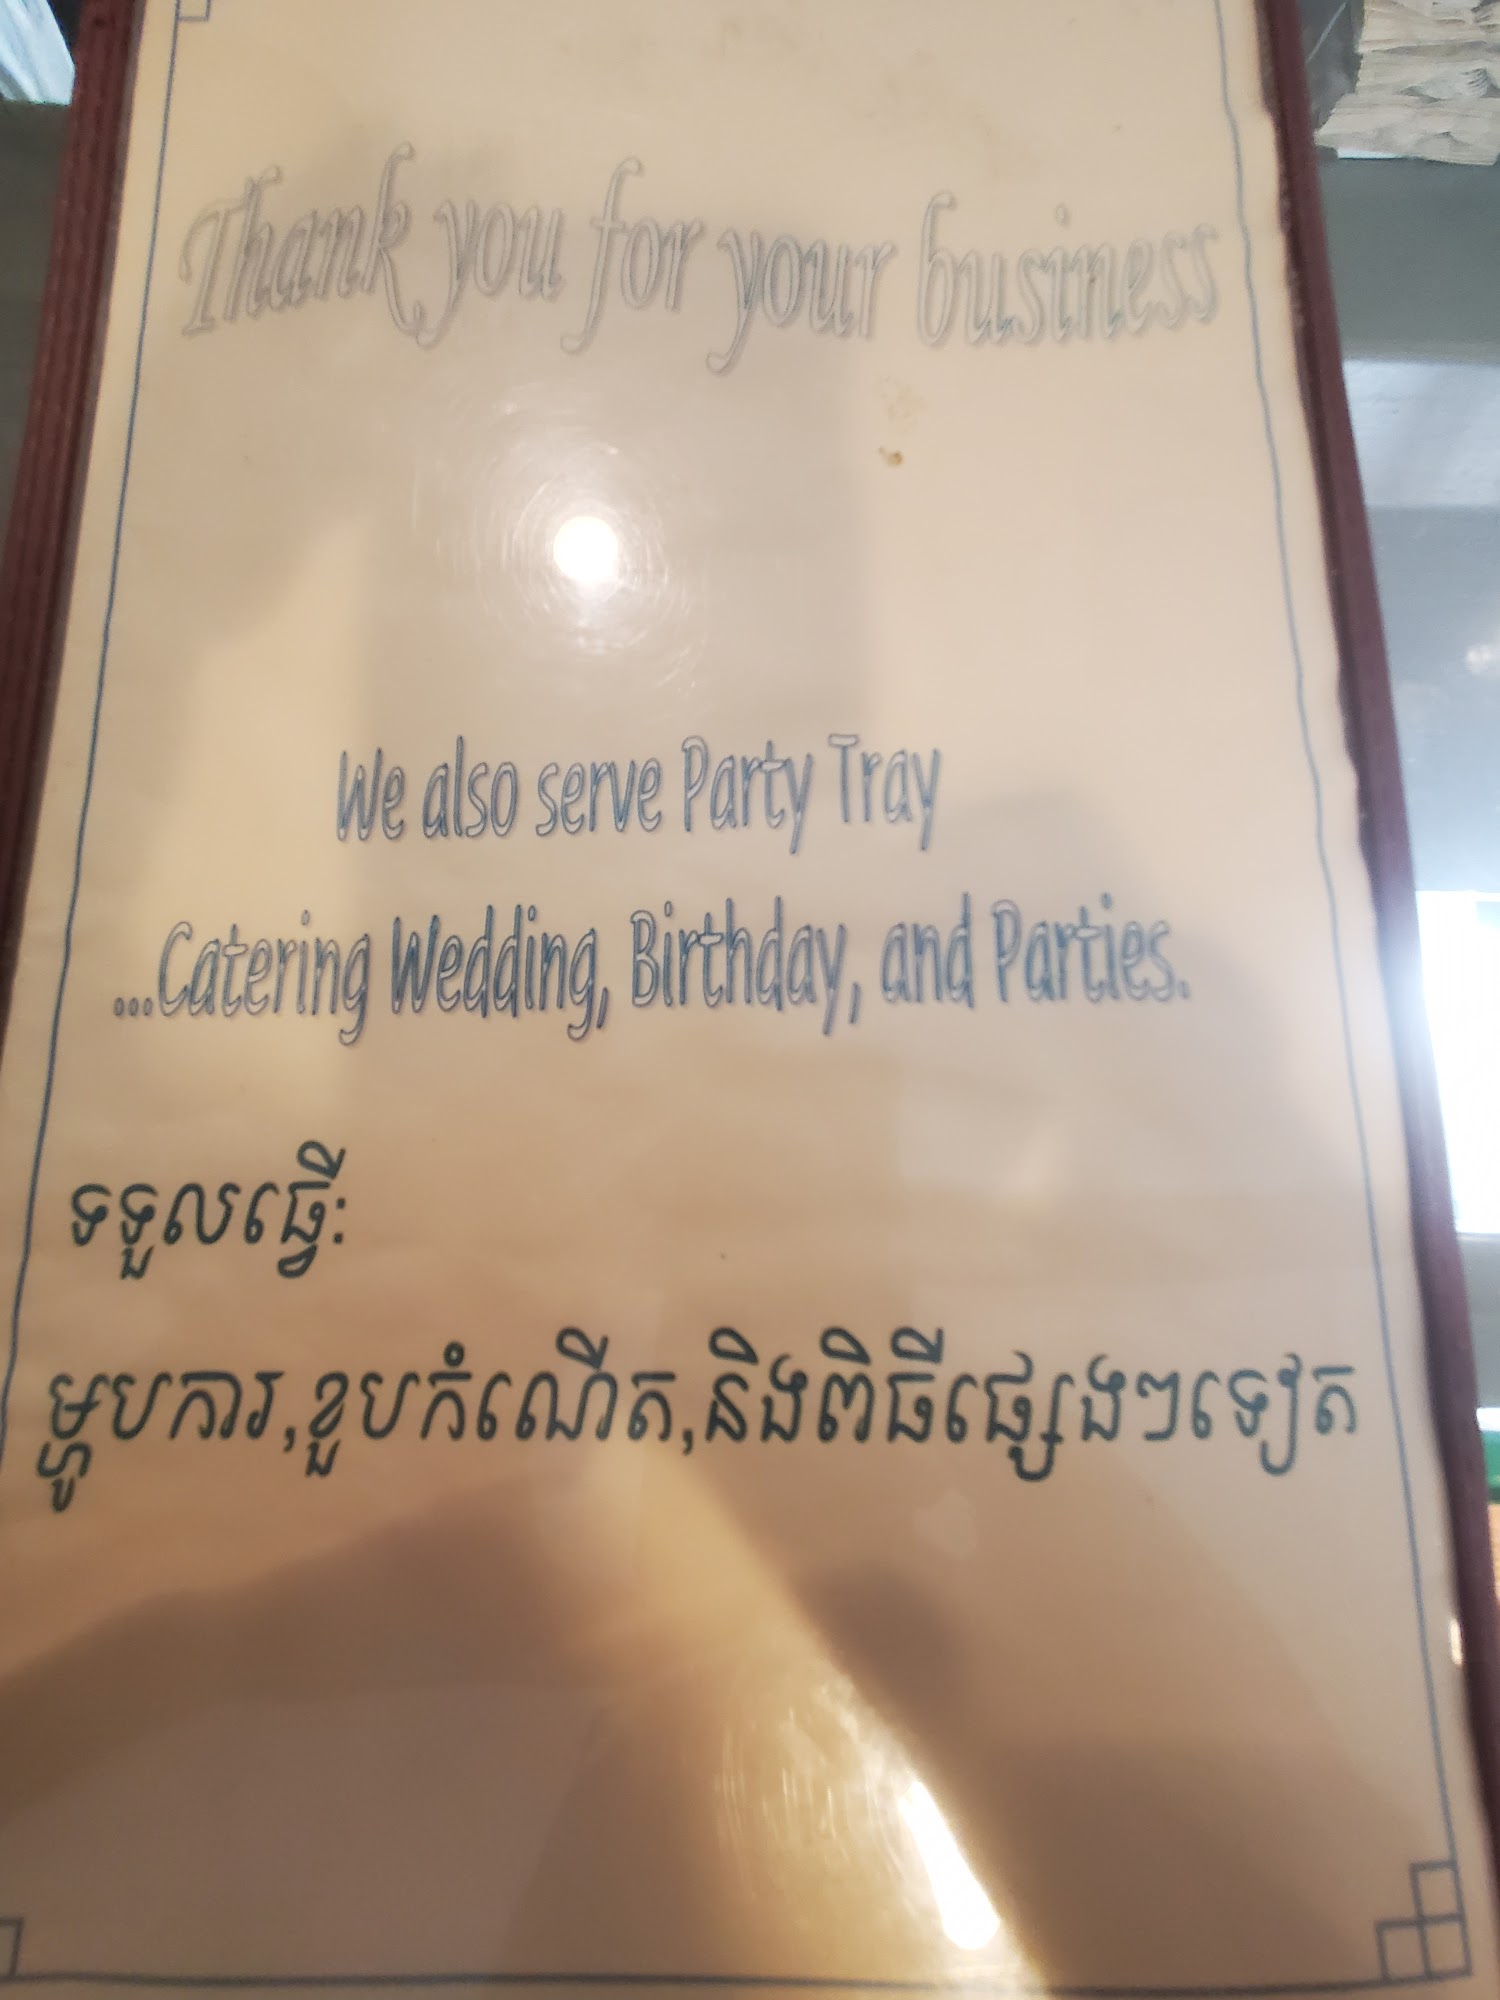 Thank you for your business
We also serve Party Tray
...Catering Wedding, Birthday, and Parties.
ទទួលធ្វើ:
ម្ហូបការ,ខួបកំណើត,និងពិធីផ្សេងៗទៀត